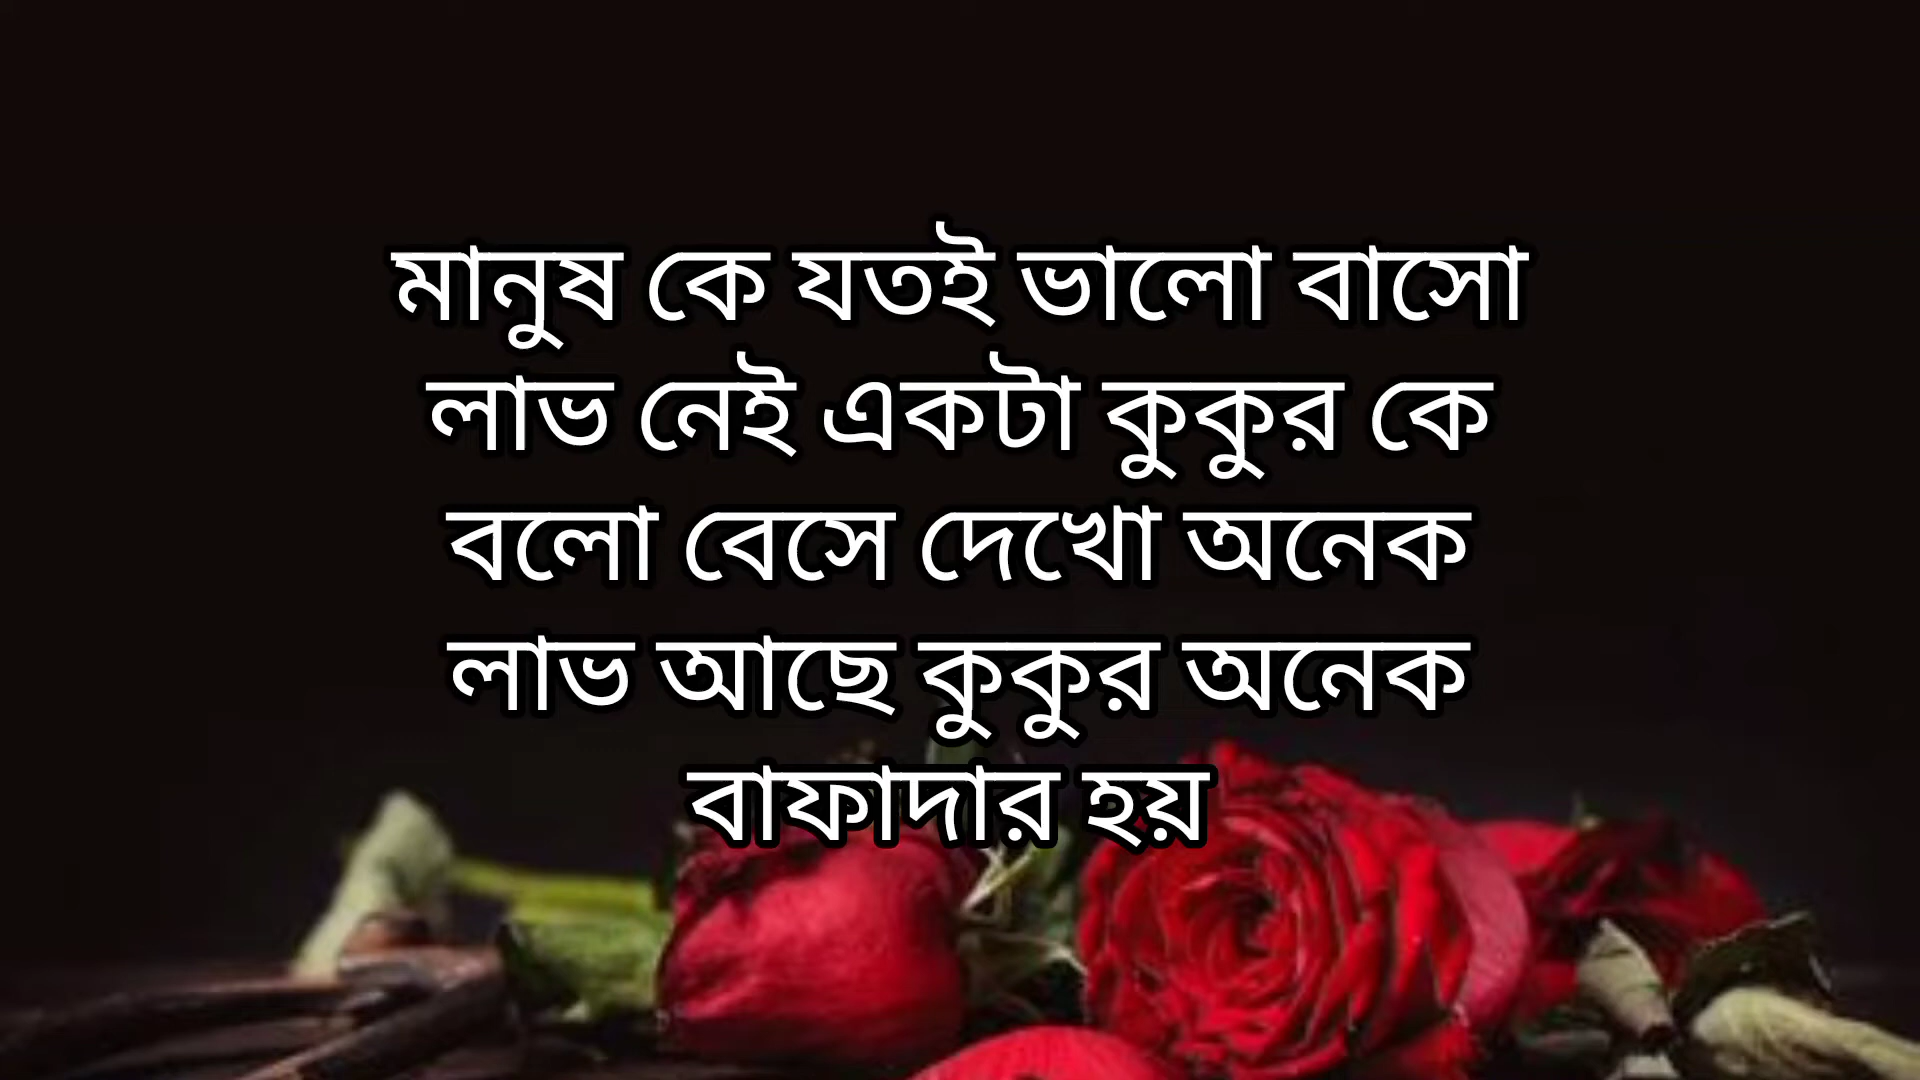 মানুষ কে যতই ভালো বাসো
লাভ নেই একটা কুকুর কে
বলো বেসে দেখো অনেক
লাভ আছে কুকুর অনেক
বাফাদার হয়